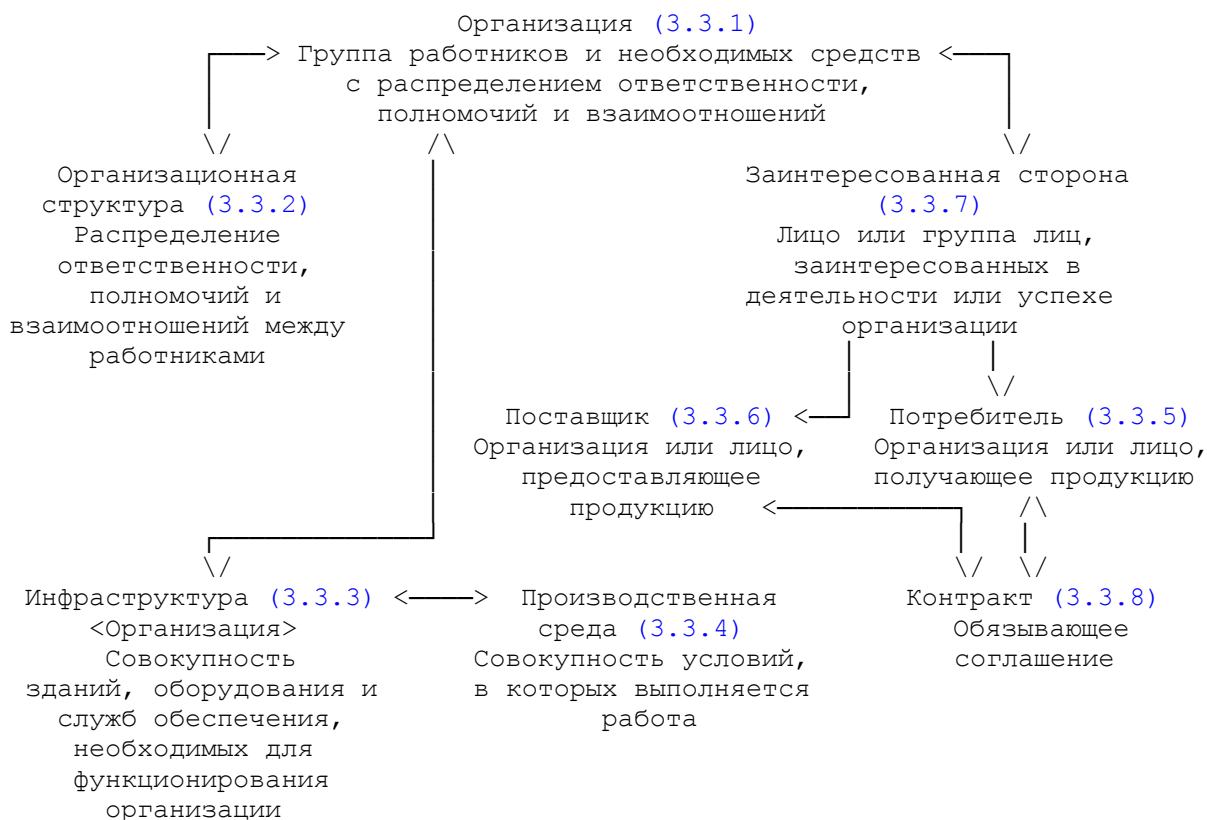 Организация (3.3.1)
Группа работников и необходимых средств
с распределением ответственности,
полномочий и взаимоотношений
Организационная
структура (3.3.2)
Распределение
ответственности,
полномочий и
взаимоотношений между
работниками
Заинтересованная сторона
(3.3.7)
Лицо или группа лиц,
заинтересованных в
деятельности или успехе
организации
Поставщик (3.3.6)
Организация или лицо,
предоставляющее
продукцию
Потребитель (3.3.5)
Организация или лицо,
получающее продукцию
Инфраструктура (3.3.3)
<Организация>
Совокупность
зданий, оборудования и
служб обеспечения,
необходимых для
функционирования
организации
Производственная
среда (3.3.4)
Совокупность условий,
в которых выполняется
работа
Контракт (3.3.8)
Обязывающее
соглашение